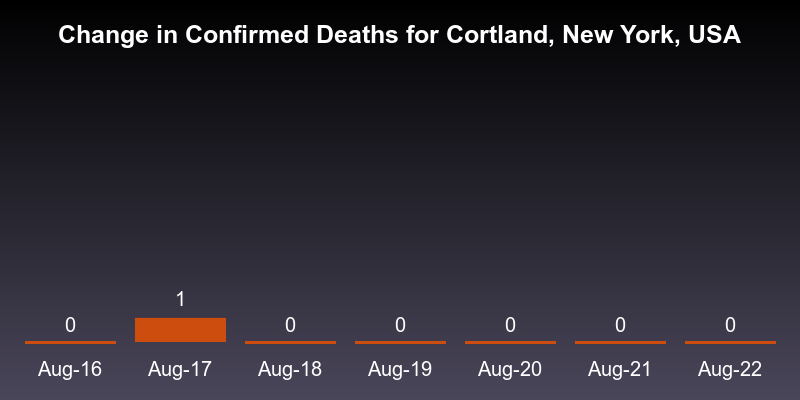 Change in Confirmed Deaths for Cortland, New York, USA
1
0 0 0 0 0 0
Aug-16 Aug-17 Aug-18 Aug-19 Aug-20 Aug-21 Aug-22